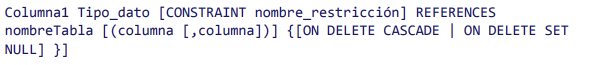 Columna1 Tipo_dato [CONSTRAINT nombre_restricción] REFERENCES
nombreTabla [(columna [,columna])] {[ON DELETE CASCADE | ON DELETE SET
NULL] }]